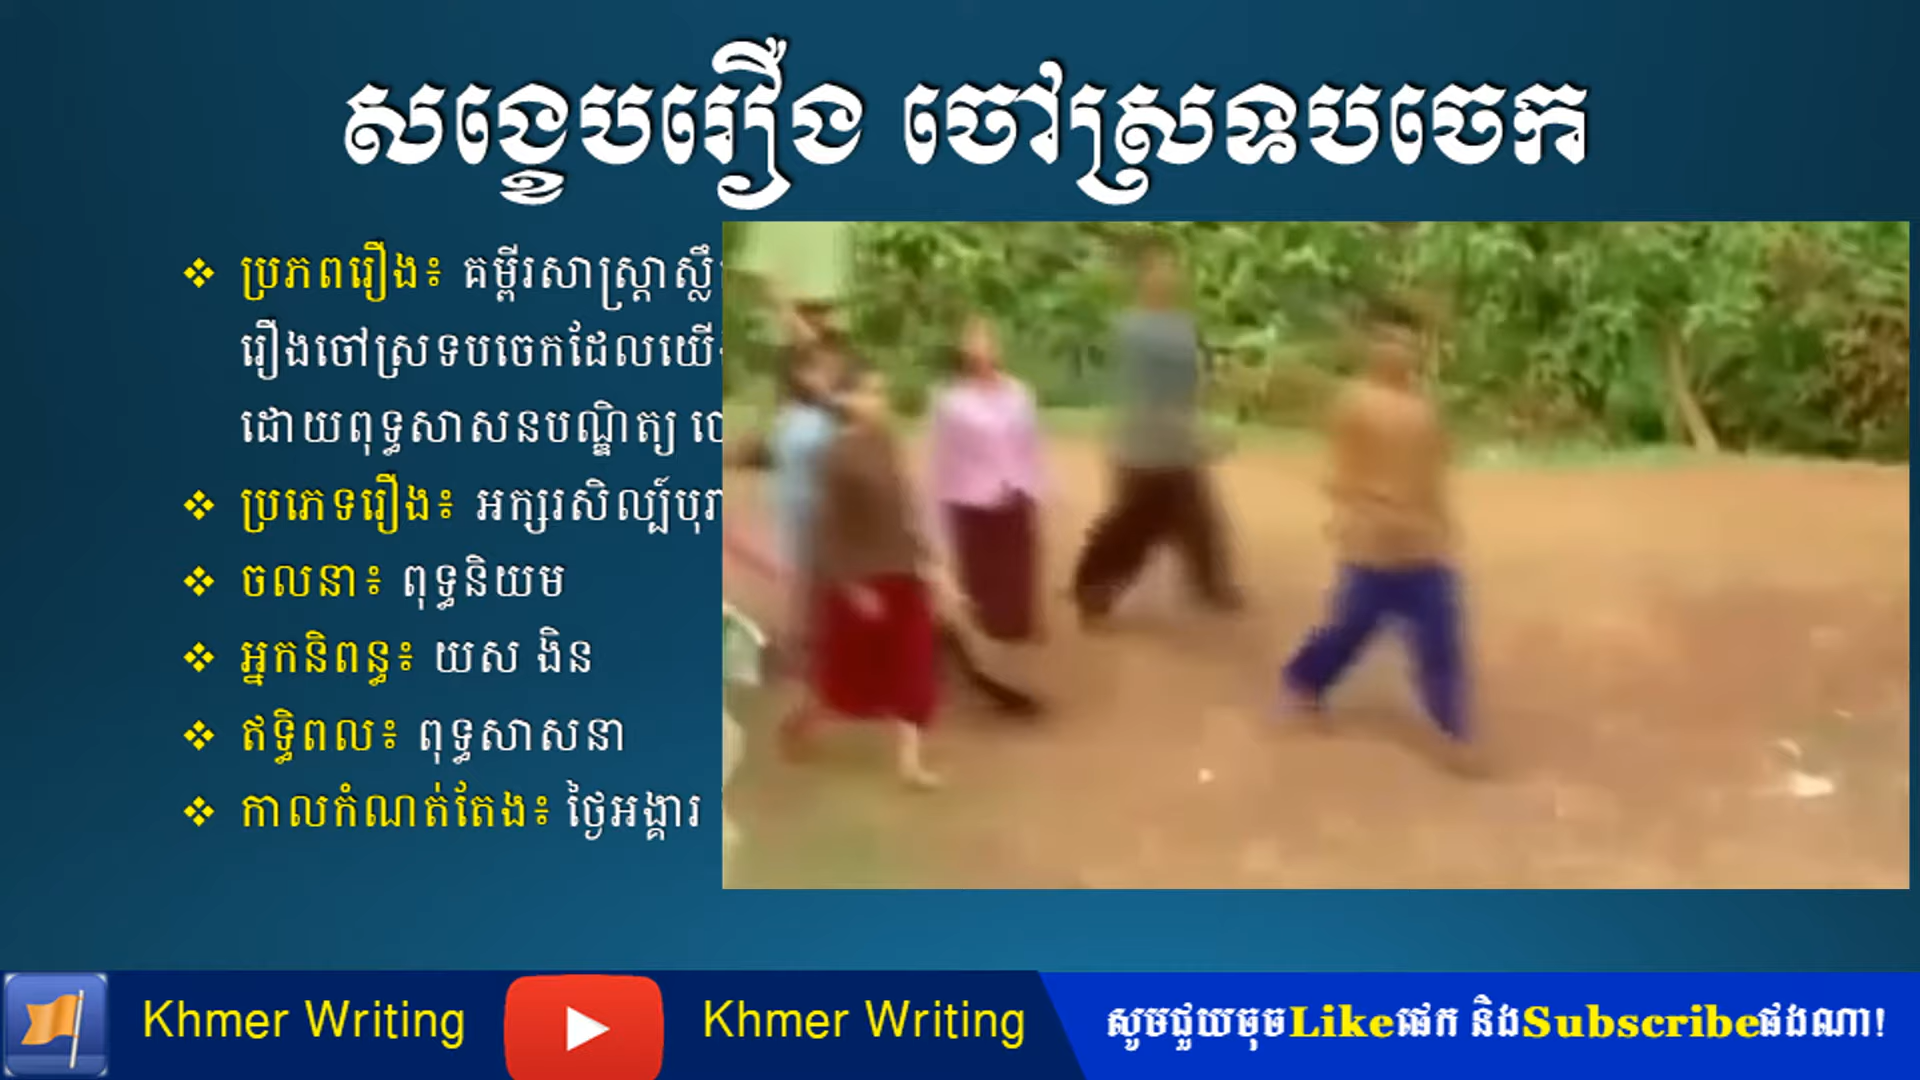 សង្ខេបរឿង ចៅស្រទបចេក
❖ ប្រភពរឿង៖ គម្ពីរសាស្ត្រាស្លឹ
រឿងចៅស្រទបចេកដែលយើ
ដោយពុទ្ធសាសនបណ្ឌិត្យ
❖ ប្រភេទរឿង៖ អក្សរសិល្ប៍បុរ
❖ ចលនា៖ ពុទ្ធនិយម
❖ អ្នកនិពន្ធ៖ យស ងិន
❖ ឥទ្ធិពល៖ ពុទ្ធសាសនា
❖ កាលកំណត់តែង៖ ថ្ងៃអង្គារ
Khmer Writing Khmer Writing សូមជួយចុចLikeផេក និងSubscribeផងណា!